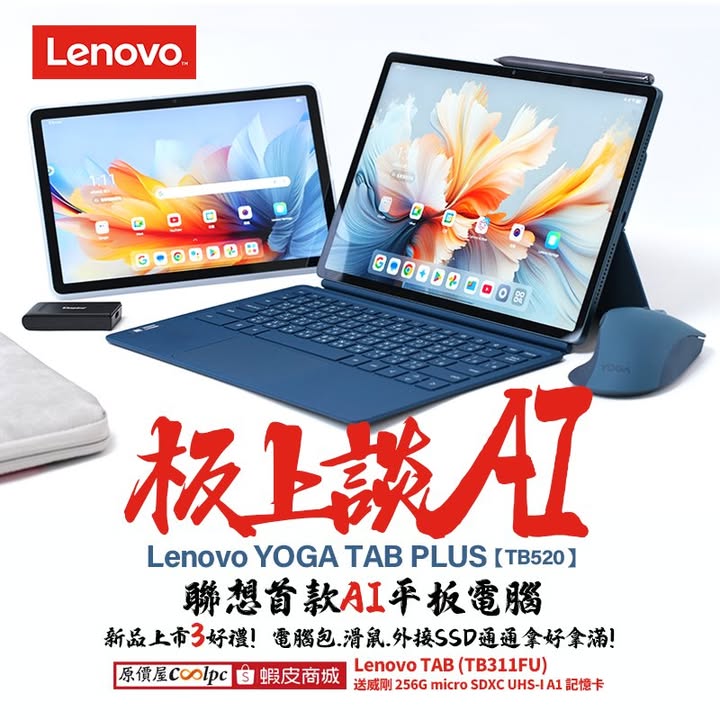 Lenovo
YOGA
板上談AI
Lenovo YOGA TAB PLUS【TB520】
聯想首款AI平板電腦
新品上市3好禮! 電腦包.滑鼠.外接SSD通通拿好拿滿!
原價屋coolpc 蝦皮商城
Lenovo TAB (TB311FU)
送威剛 256G micro SDXC UHS-I A1 記憶卡